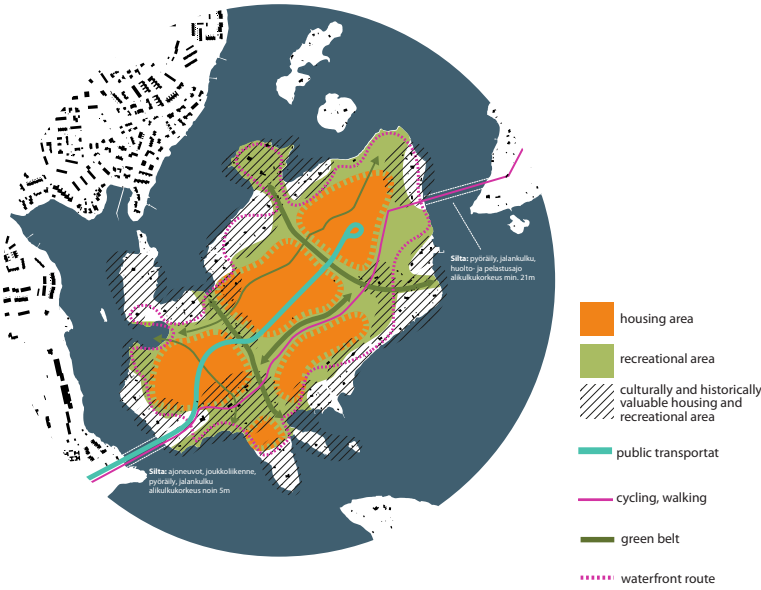 Silta: pyöräily, jalankulku,
huolto- ja pelastusajo
alikulkukorkeus min. 21m
Silta: ajoneuvot, joukkoliikenne,
pyöräily, jalankulku
alikulkukorkeus noin 5m
housing area
recreational area
culturally and historically
valuable housing and
recreational area
public transportat
cycling, walking
green belt
waterfront route